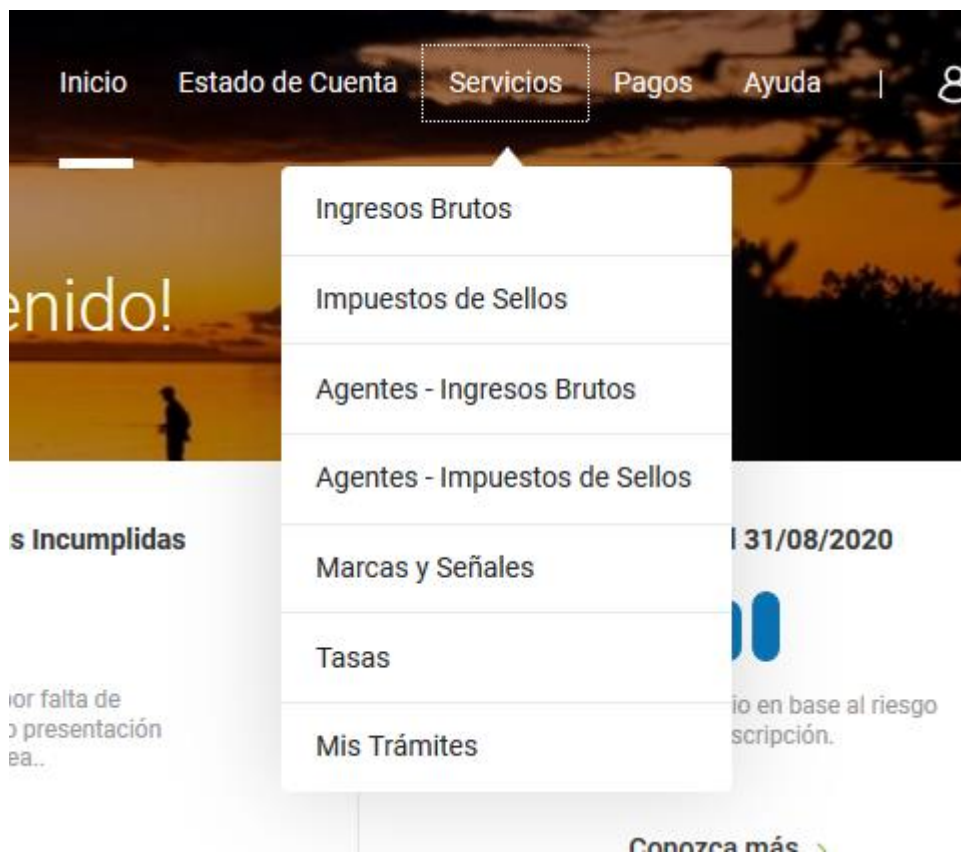 Inicio Estado de Cuenta Servicios Pagos Ayuda |
Ingresos Brutos
enido!
Impuestos de Sellos
Agentes - Ingresos Brutos
Agentes - Impuestos de Sellos
s Incumplidas
31/08/2020
Marcas y Señales
Tasas
or falta de
presentación
ea..
io en base al riesgo
scripción.
Mis Trámites
Conozca más >